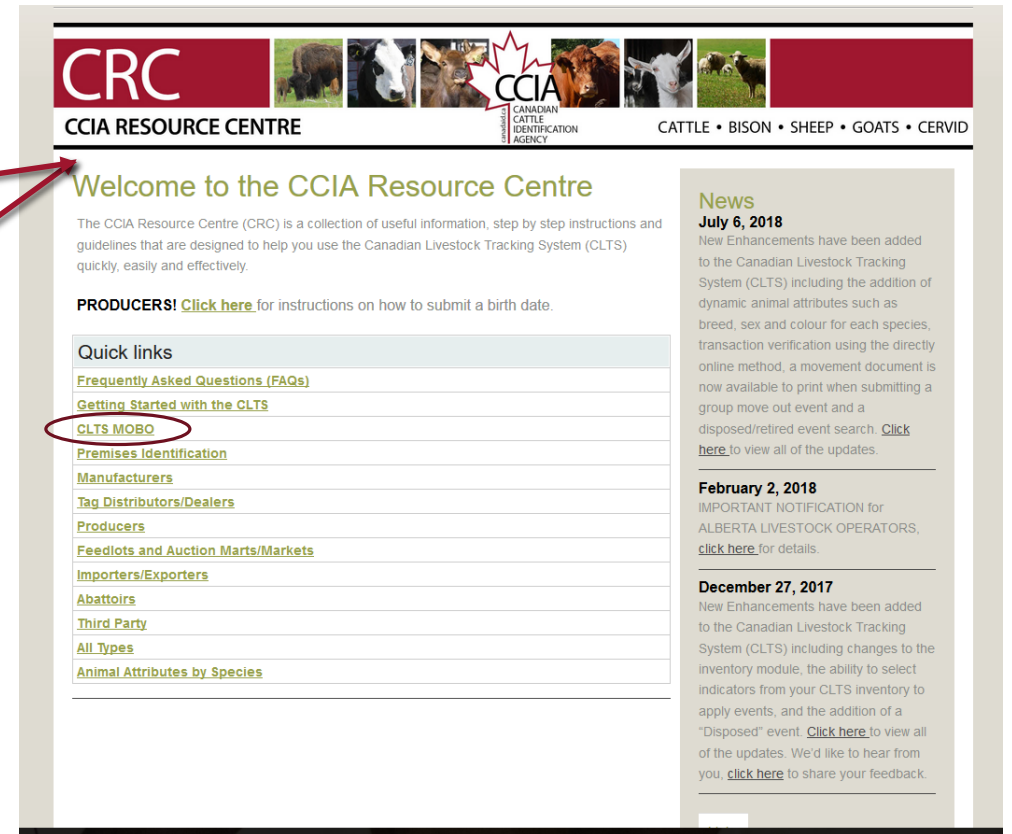 CRC
CCIA RESOURCE CENTRE
CCIA
CANADIAN
CATTLE
IDENTIFICATION
AGENCY
canadaid.ca
CATTLE • BISON • SHEEP • GOATS • CERVID
Welcome to the CCIA Resource Centre
The CCIA Resource Centre (CRC) is a collection of useful information, step by step instructions and
guidelines that are designed to help you use the Canadian Livestock Tracking System (CLTS)
quickly, easily and effectively.
PRODUCERS! Click here for instructions on how to submit a birth date.
Quick links
Frequently Asked Questions (FAQs)
Getting Started with the CLTS
CLTS MOBO
Premises Identification
Manufacturers
Tag Distributors/Dealers
Producers
Feedlots and Auction Marts/Markets
Importers/Exporters
Abattoirs
Third Party
All Types
Animal Attributes by Species
News
July 6, 2018
New Enhancements have been added
to the Canadian Livestock Tracking
System (CLTS) including the addition of
dynamic animal attributes such as
breed, sex and colour for each species,
transaction verification using the directly
online method, a movement document is
now available to print when submitting a
group move out event and a
disposed/retired event search. Click
here to view all of the updates.
February 2, 2018
IMPORTANT NOTIFICATION for
ALBERTA LIVESTOCK OPERATORS,
click here for details.
December 27, 2017
New Enhancements have been added
to the Canadian Livestock Tracking
System (CLTS) including changes to the
inventory module, the ability to select
indicators from your CLTS inventory to
apply events, and the addition of a
"Disposed" event. Click here to view all
of the updates. We'd like to hear from
you, click here to share your feedback.